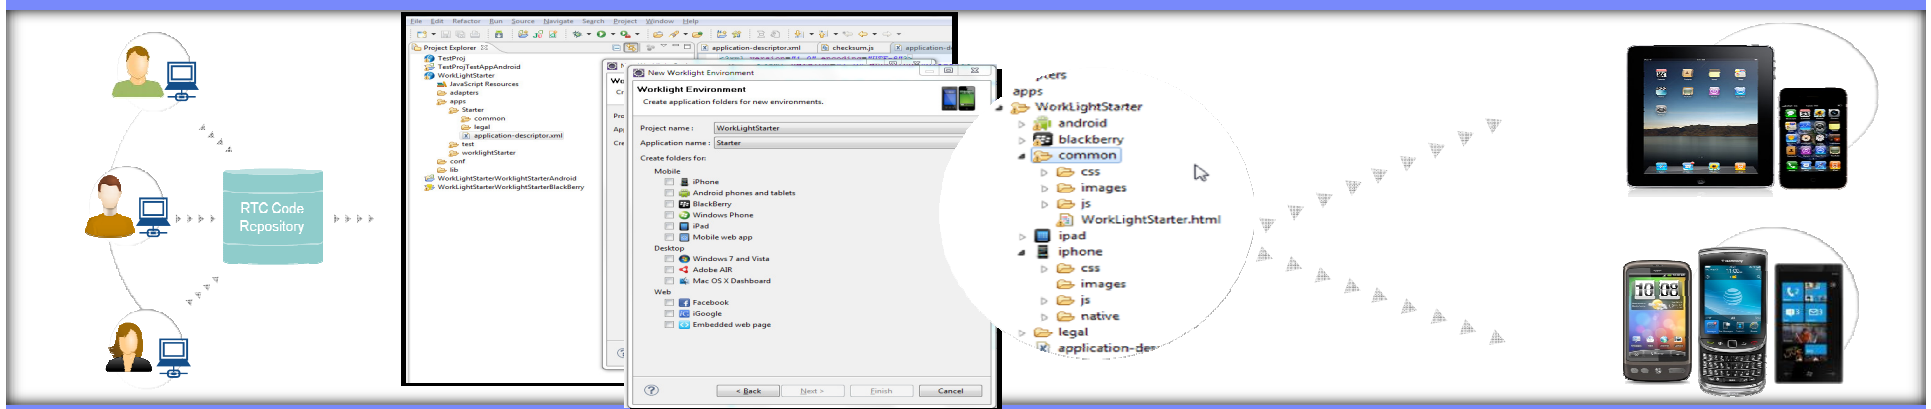 RTC Code
Repository
File Edit Refactor Run Source Navigate Search Project Window Help
Project Explorer
TestProj
TestProjTestAppAndroid
WorkLightStarter
JavaScript Resources
adapters
apps
Starter
common
legal
application-descriptor.xml
test
worklightStarter
conf
lib
WorkLightStarterWorklightStarterAndroid
WorkLightStarterWorklightStarterBlackBerry
application-descriptor.xml
checksum.js
application-d
New Worklight Environment
Worklight Environment
Create application folders for new environments.
Project name : WorkLightStarter
Application name : Starter
Create folders for:
Mobile
iPhone
Android phones and tablets
BlackBerry
Windows Phone
iPad
Mobile web app
Desktop
Windows 7 and Vista
Adobe AIR
Mac OS X Dashboard
Web
Facebook
iGoogle
Embedded web page
< Back Next > Finish Cancel
apps
WorkLightStarter
android
blackberry
common
css
images
js
WorkLightStarter.html
ipad
iphone
css
images
js
native
legal
application-des
10 08